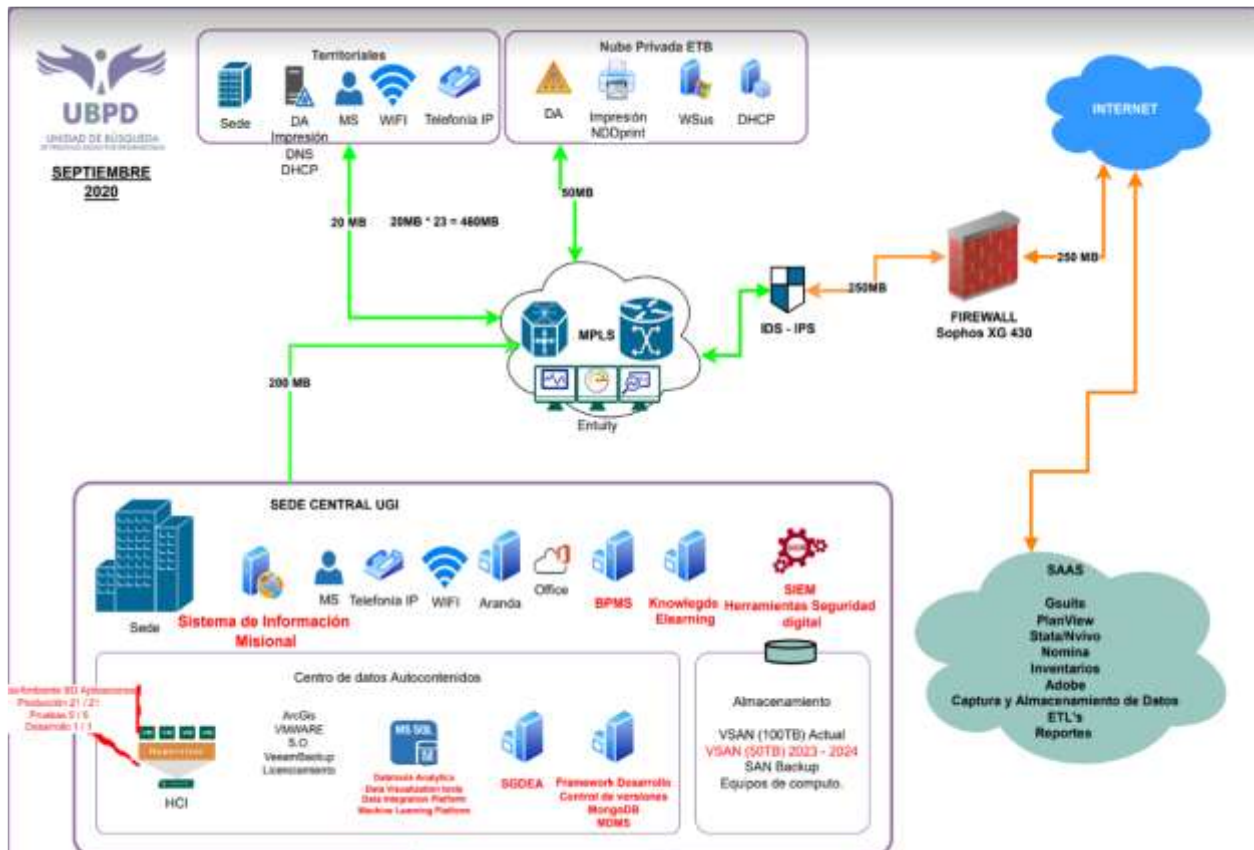 UBPD
UNIDAD DE BÚSQUEDA
SEPTIEMBRE
2020
Territoriales
Sede
DA
Impresión
DNS
DHCP
MS
WIFI
Telefonía IP
Nube Privada ETB
DA
Impresión
NDDprint
WSus
DHCP
INTERNET
20 MB
20MB * 23 = 460MB
50MB
MPLS
Entuity
IDS - IPS
250MB
FIREWALL
Sophos XG 430
250 MB
200 MB
SEDE CENTRAL UGI
Sede
Sistema de Información
Misional
MS
Telefonía IP
WIFI
Aranda
Office
BPMS
Knowlegde
Elearning
SIEM
Herramientas Seguridad
digital
Centro de datos Autocontenidos
Producción 21 / 21
Pruebas 5 / 5
Desarrollo 1 / 1
HCI
ArcGis
VMWARE
S.O
VeeamBackup
Licenciamiento
MS SQL
Data Visualization tools
Data Integration Platform
Machine Learning Platform
SGDEA
Framework Desarrollo
Control de versiones
MongoDB
MDMS
Almacenamiento
VSAN (100TB) Actual
VSAN (50TB) 2023 - 2024
SAN Backup
Equipos de computo.
SAAS
Gsuite
PlanView
Stata/Nvivo
Nomina
Inventarios
Adobe
Captura y Almacenamiento de Datos
ETL's
Reportes